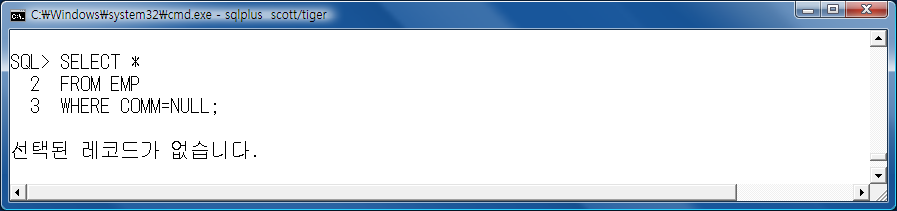 C:\Windows\system32\cmd.exe - sqlplus  scott/tiger
SQL> SELECT *
2  FROM EMP
3  WHERE COMM=NULL;
선택된 레코드가 없습니다.